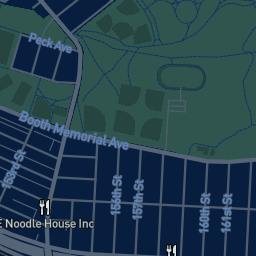 Peck Ave
Booth Memorial Ave
153rd St
156th St
157th St
160th St
161st St
E Noodle House Inc